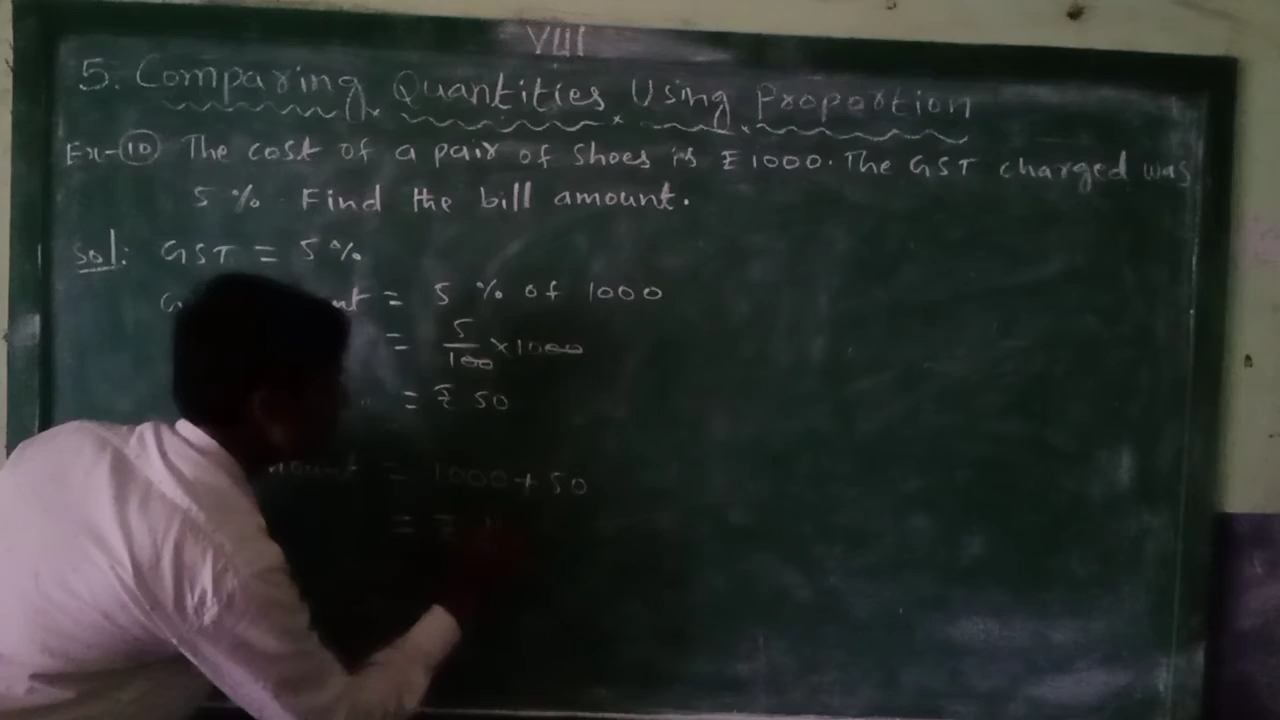 VIII
5. Comparing Quantities Using Proportion
Ex-10 The cost of a pair of shoes is ₹1000. The GST charged was
5 %. Find the bill amount.
Sol: GST = 5 %
= 5 % of 1000
= 5/100 × 1000
= ₹ 50
= 1000 + 50
= ₹